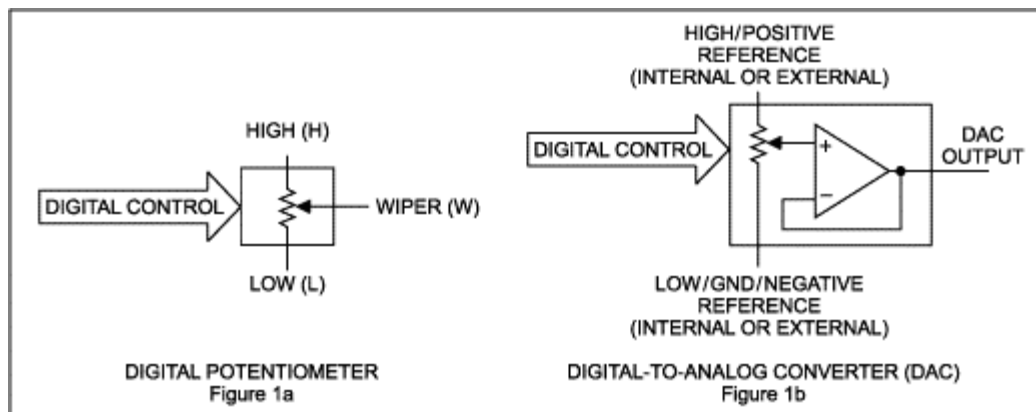 HIGH (H)
DIGITAL CONTROL
WIPER (W)
LOW (L)
DIGITAL POTENTIOMETER
Figure 1a
HIGH/POSITIVE
REFERENCE
(INTERNAL OR EXTERNAL)
DIGITAL CONTROL
+
−
DAC
OUTPUT
LOW/GND/NEGATIVE
REFERENCE
(INTERNAL OR EXTERNAL)
DIGITAL-TO-ANALOG CONVERTER (DAC)
Figure 1b